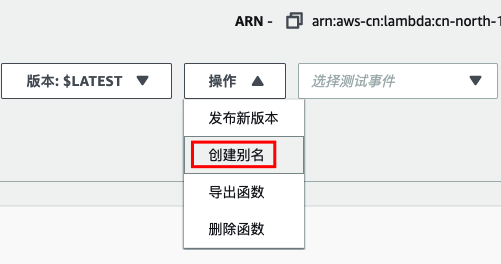 ARN - arn:aws-cn:lambda:cn-north-1
版本: $LATEST 操作 选择测试事件
发布新版本
创建别名
导出函数
删除函数